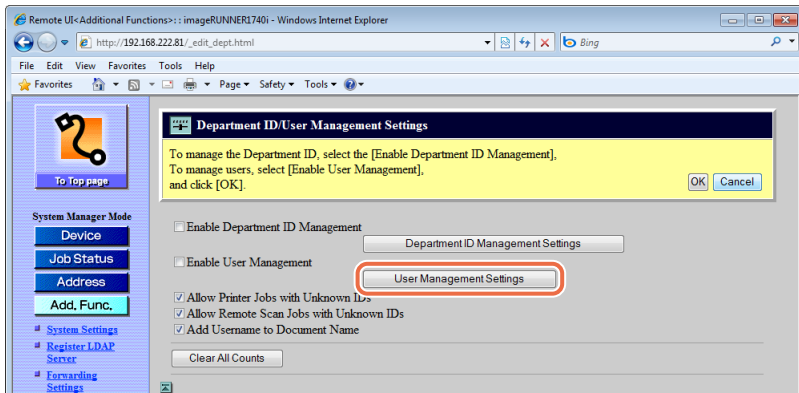 Remote UI<Additional Functions>: : imageRUNNER1740i - Windows Internet Explorer
http://192.168.222.81/_edit_dept.html
Bing
File Edit View Favorites Tools Help
Favorites Page Safety Tools
Department ID/User Management Settings
To manage the Department ID, select the [Enable Department ID Management],
To manage users, select [Enable User Management],
and click [OK].
OK Cancel
To Top page
System Manager Mode
Device
Job Status
Address
Add. Func.
System Settings
Register LDAP
Server
Forwarding
Settings
Enable Department ID Management
Department ID Management Settings
Enable User Management
User Management Settings
Allow Printer Jobs with Unknown IDs
Allow Remote Scan Jobs with Unknown IDs
Add Username to Document Name
Clear All Counts